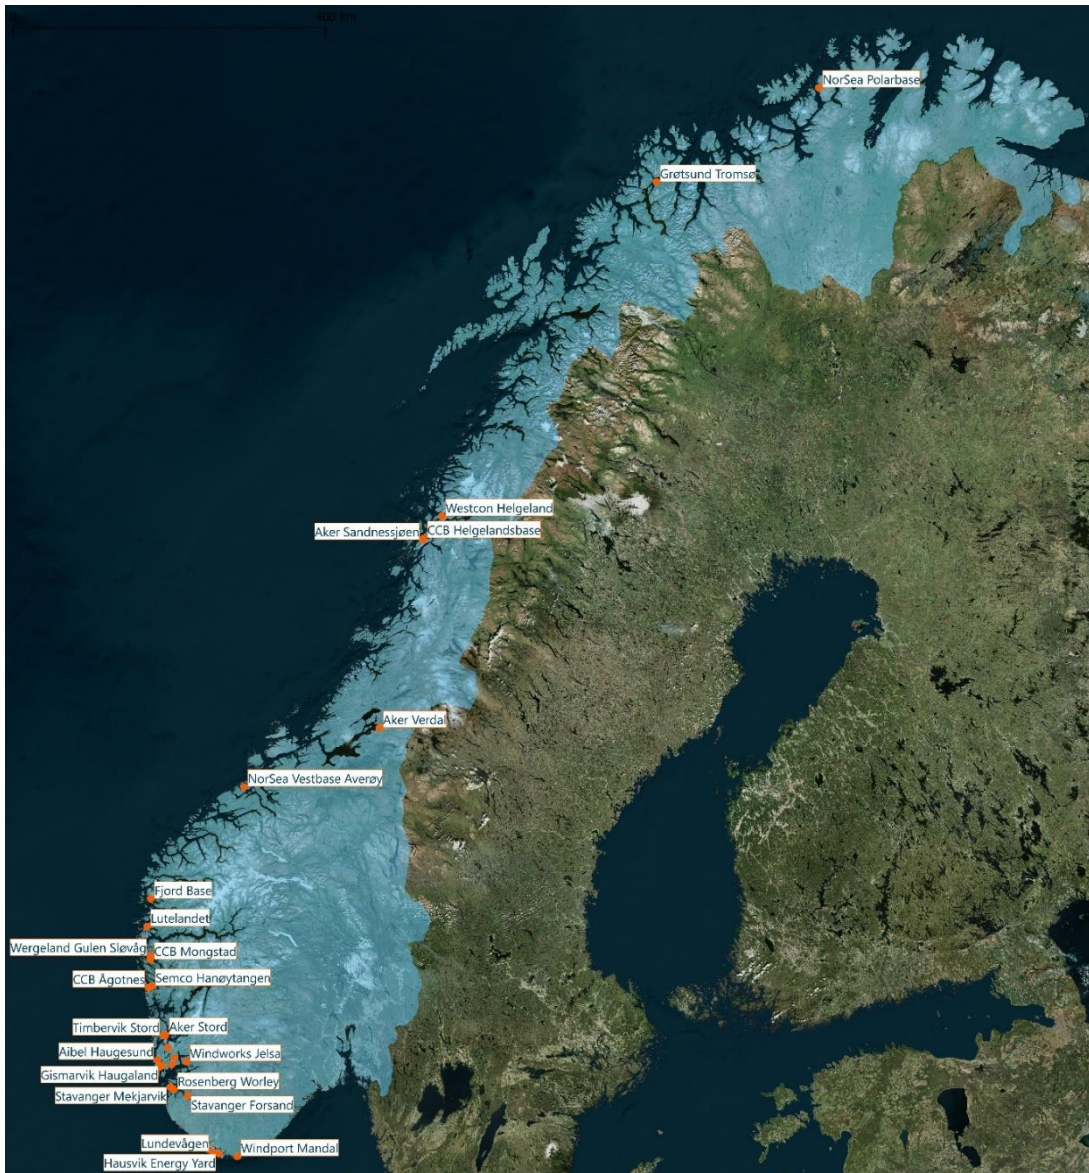 400 km
NorSea Polarbase
Grøtsund Tromsø
Westcon Helgeland
Aker Sandnessjøen
CCB Helgelandsbase
Aker Verdal
NorSea Vestbase Averøy
Fjord Base
Lutelandet
Wergeland Gulen Sløvåg
CCB Mongstad
CCB Ågotnes
Semco Hanøytangen
Timbervik Stord
Aker Stord
Aibel Haugesund
Windworks Jelsa
Gismarvik Haugaland
Rosenberg Worley
Stavanger Mekjarvik
Stavanger Forsand
Lundevågen
Windport Mandal
Hausvik Energy Yard